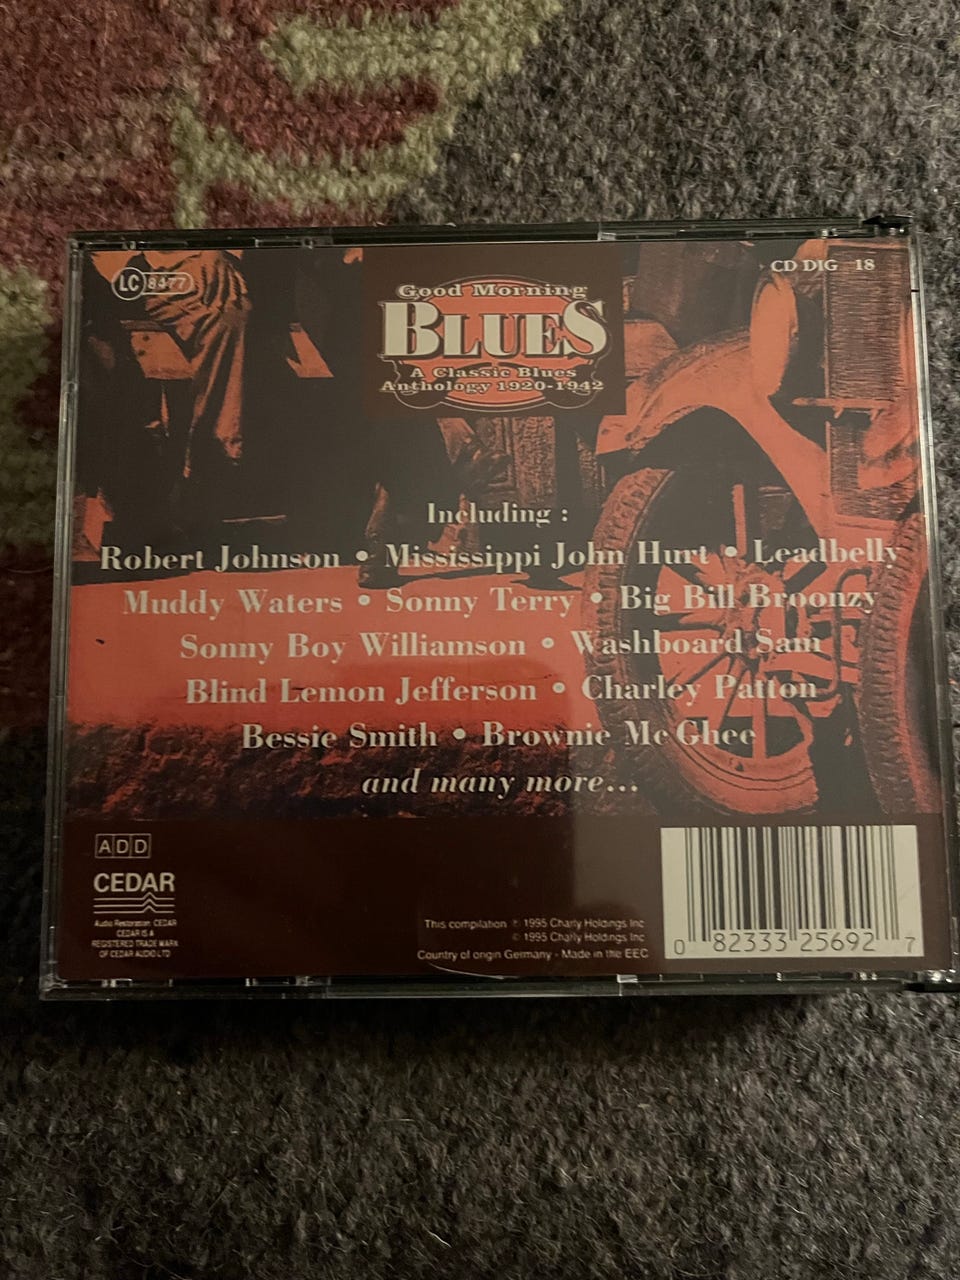 LC 8477
CD DIG 18
Good Morning
BLUES
A Classic Blues
Anthology 1920-1942
Including :
Robert Johnson • Mississippi John Hurt • Leadbelly
Muddy Waters • Sonny Terry • Big Bill Broonzy
Sonny Boy Williamson • Washboard Sam
Blind Lemon Jefferson • Charley Patton
Bessie Smith • Brownie Mc Ghee
and many more...
ADD
CEDAR
Audio Restoration: CEDAR
CEDAR IS A
REGISTERED TRADE MARK
OF CEDAR AUDIO LTD
This compilation ℗ 1995 Charly Holdings Inc
© 1995 Charly Holdings Inc
Country of origin Germany - Made in the EEC
0 82333 25692 7